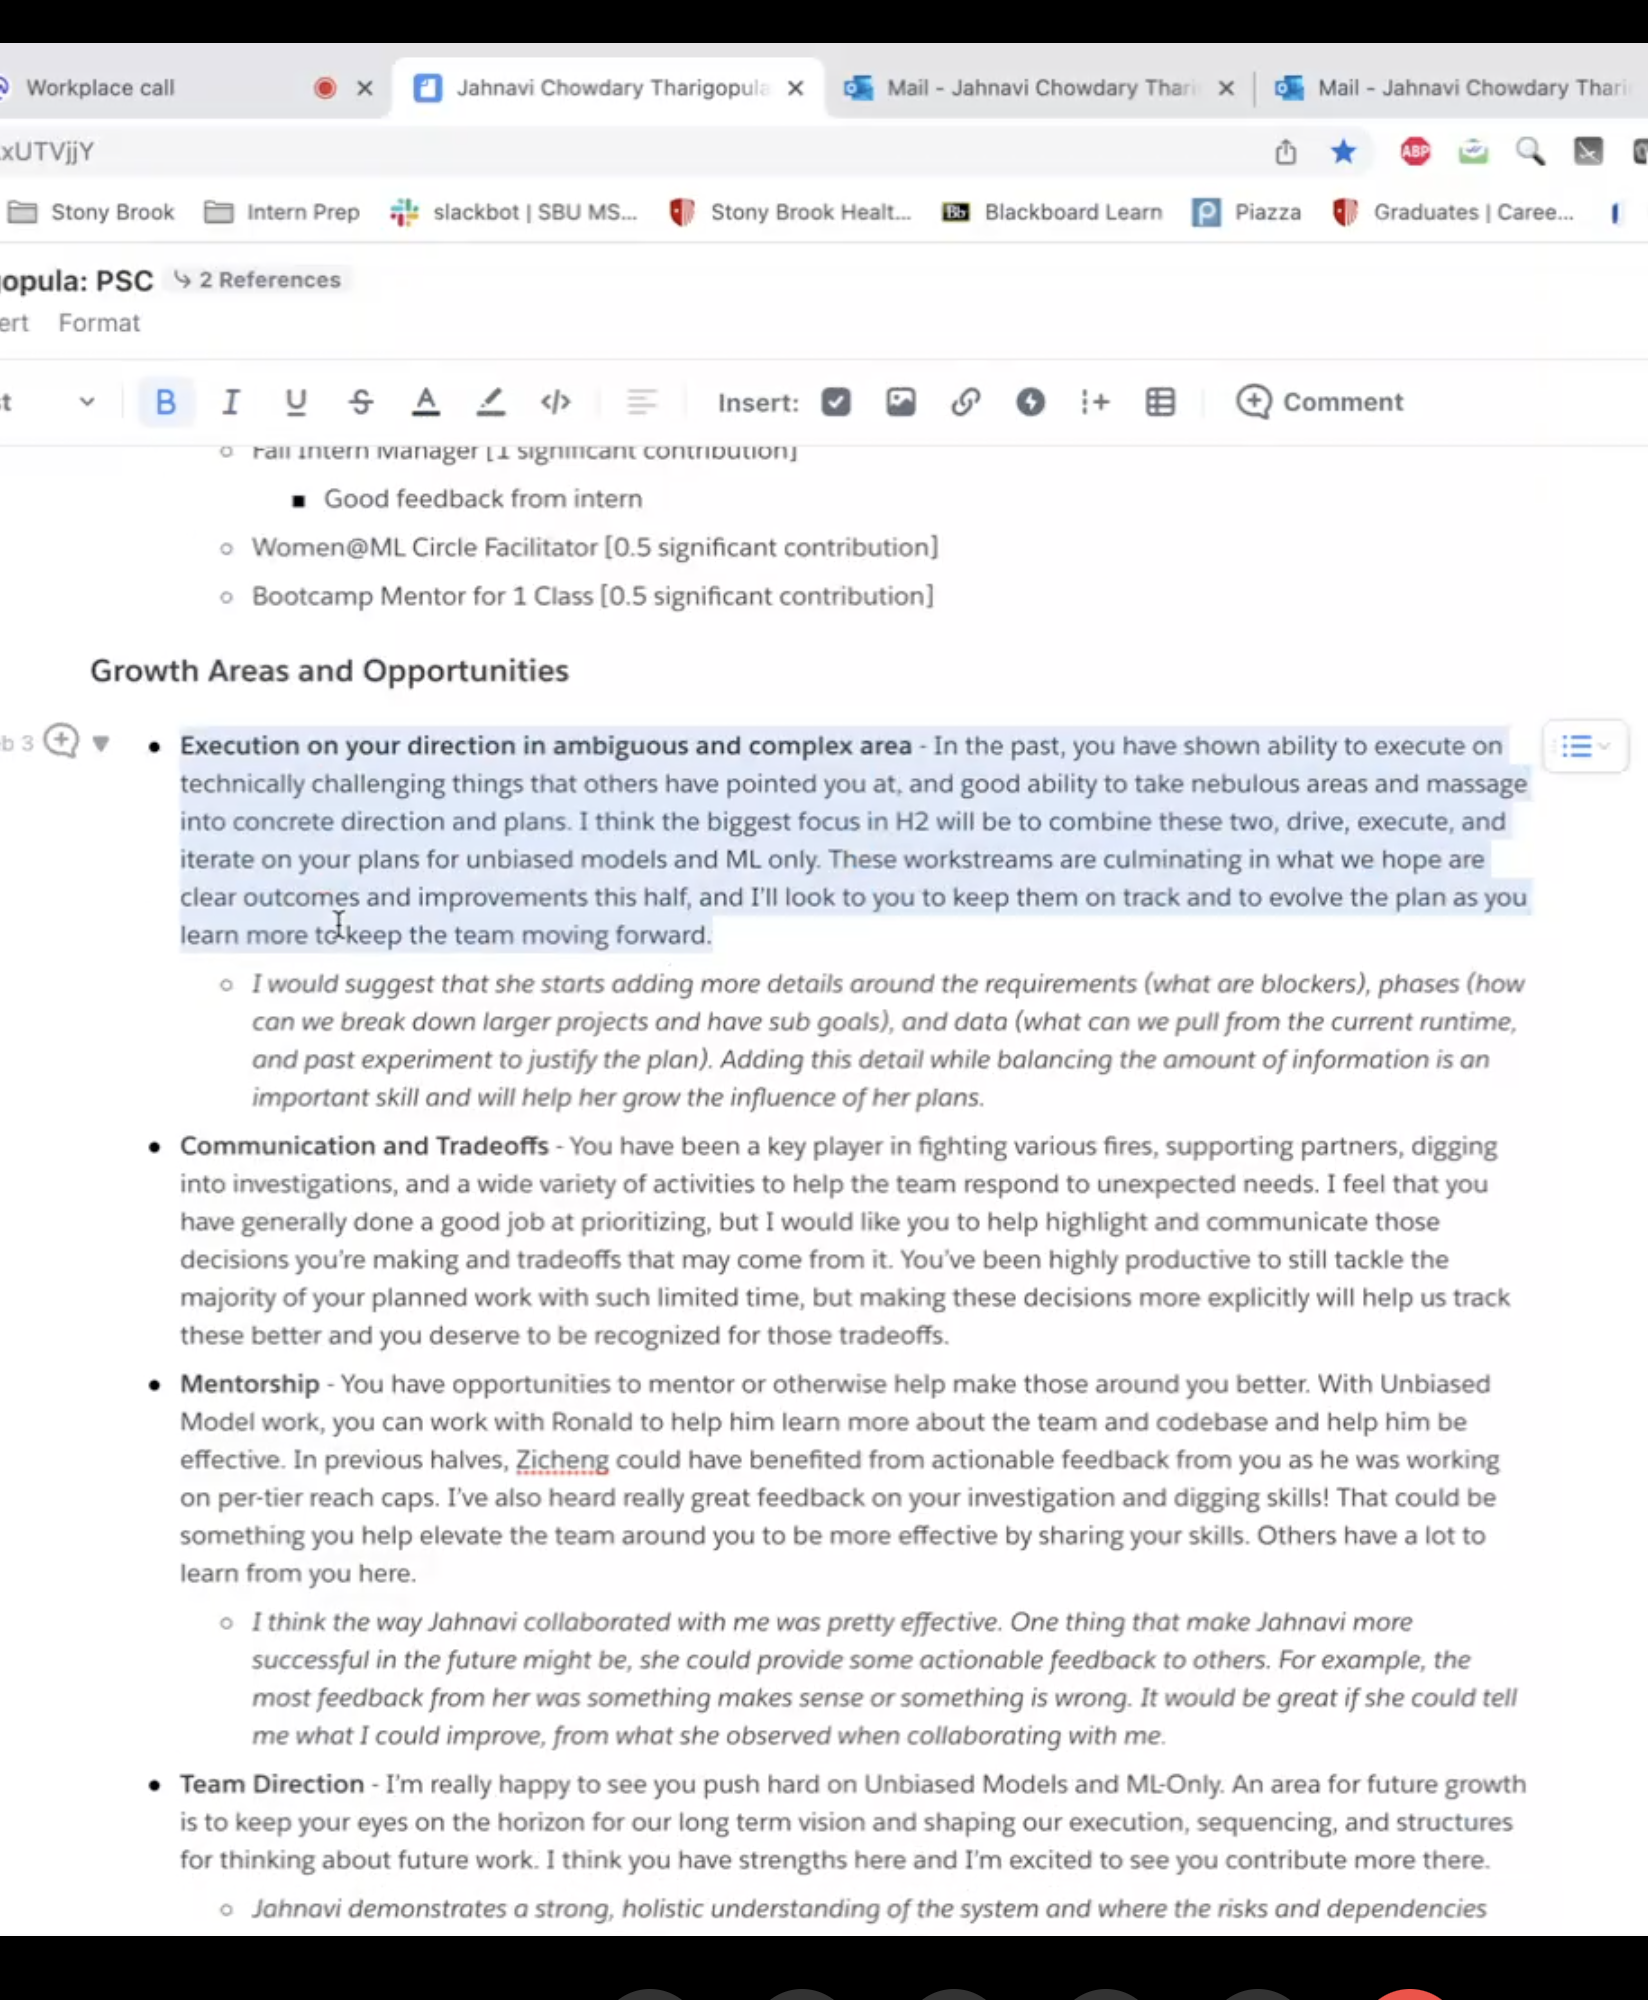 Workplace call
Jahnavi Chowdary Tharigopula
Mail - Jahnavi Chowdary Thari
Mail - Jahnavi Chowdary Thari
xUTVjjY
ABP
Stony Brook
Intern Prep
slackbot | SBU MS...
Stony Brook Healt...
Bb
Blackboard Learn
Piazza
Graduates | Caree...
gopula: PSC
2 References
ert
Format
t
B
I
U
S
A
</>
Insert:
Comment
Fall Intern Manager [1 significant contribution]
Good feedback from intern
Women@ML Circle Facilitator [0.5 significant contribution]
Bootcamp Mentor for 1 Class [0.5 significant contribution]
Growth Areas and Opportunities
b 3
Execution on your direction in ambiguous and complex area - In the past, you have shown ability to execute on
technically challenging things that others have pointed you at, and good ability to take nebulous areas and massage
into concrete direction and plans. I think the biggest focus in H2 will be to combine these two, drive, execute, and
iterate on your plans for unbiased models and ML only. These workstreams are culminating in what we hope are
clear outcomes and improvements this half, and I'll look to you to keep them on track and to evolve the plan as you
learn more to keep the team moving forward.
I would suggest that she starts adding more details around the requirements (what are blockers), phases (how
can we break down larger projects and have sub goals), and data (what can we pull from the current runtime,
and past experiment to justify the plan). Adding this detail while balancing the amount of information is an
important skill and will help her grow the influence of her plans.
Communication and Tradeoffs - You have been a key player in fighting various fires, supporting partners, digging
into investigations, and a wide variety of activities to help the team respond to unexpected needs. I feel that you
have generally done a good job at prioritizing, but I would like you to help highlight and communicate those
decisions you're making and tradeoffs that may come from it. You've been highly productive to still tackle the
majority of your planned work with such limited time, but making these decisions more explicitly will help us track
these better and you deserve to be recognized for those tradeoffs.
Mentorship - You have opportunities to mentor or otherwise help make those around you better. With Unbiased
Model work, you can work with Ronald to help him learn more about the team and codebase and help him be
effective. In previous halves, Zicheng could have benefited from actionable feedback from you as he was working
on per-tier reach caps. I've also heard really great feedback on your investigation and digging skills! That could be
something you help elevate the team around you to be more effective by sharing your skills. Others have a lot to
learn from you here.
I think the way Jahnavi collaborated with me was pretty effective. One thing that make Jahnavi more
successful in the future might be, she could provide some actionable feedback to others. For example, the
most feedback from her was something makes sense or something is wrong. It would be great if she could tell
me what I could improve, from what she observed when collaborating with me.
Team Direction - I'm really happy to see you push hard on Unbiased Models and ML-Only. An area for future growth
is to keep your eyes on the horizon for our long term vision and shaping our execution, sequencing, and structures
for thinking about future work. I think you have strengths here and I'm excited to see you contribute more there.
Jahnavi demonstrates a strong, holistic understanding of the system and where the risks and dependencies